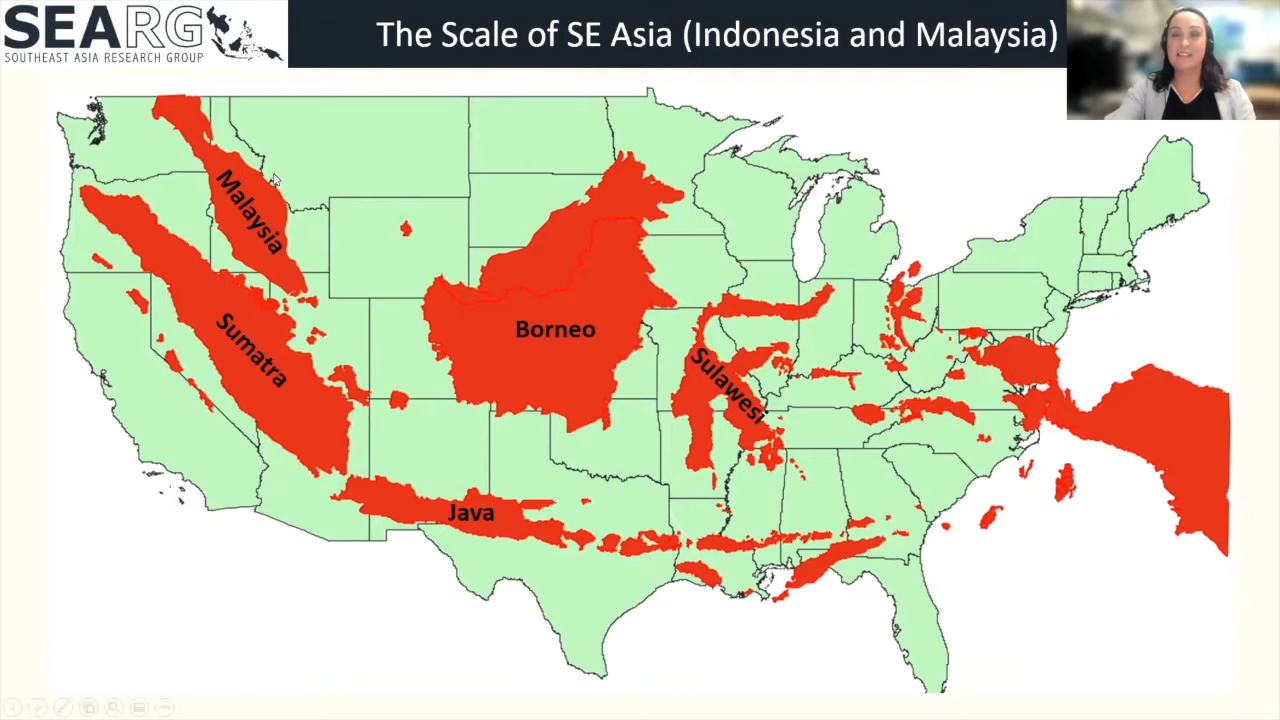 SEARG
SOUTHEAST ASIA RESEARCH GROUP
The Scale of SE Asia (Indonesia and Malaysia)
Malaysia
Sumatra
Borneo
Sulawesi
Java